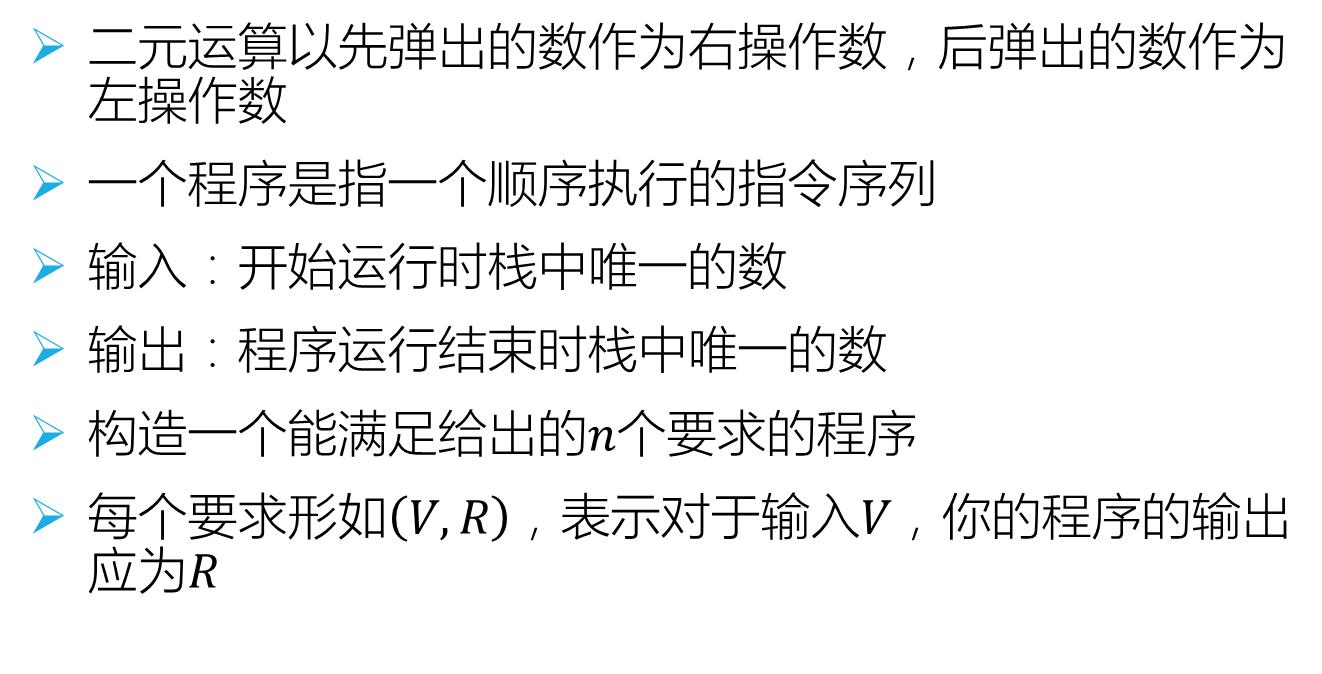 ➢ 二元运算以先弹出的数作为右操作数，后弹出的数作为
左操作数
➢ 一个程序是指一个顺序执行的指令序列
➢ 输入：开始运行时栈中唯一的数
➢ 输出：程序运行结束时栈中唯一的数
➢ 构造一个能满足给出的n个要求的程序
➢ 每个要求形如(V, R)，表示对于输入V，你的程序的输出
应为R